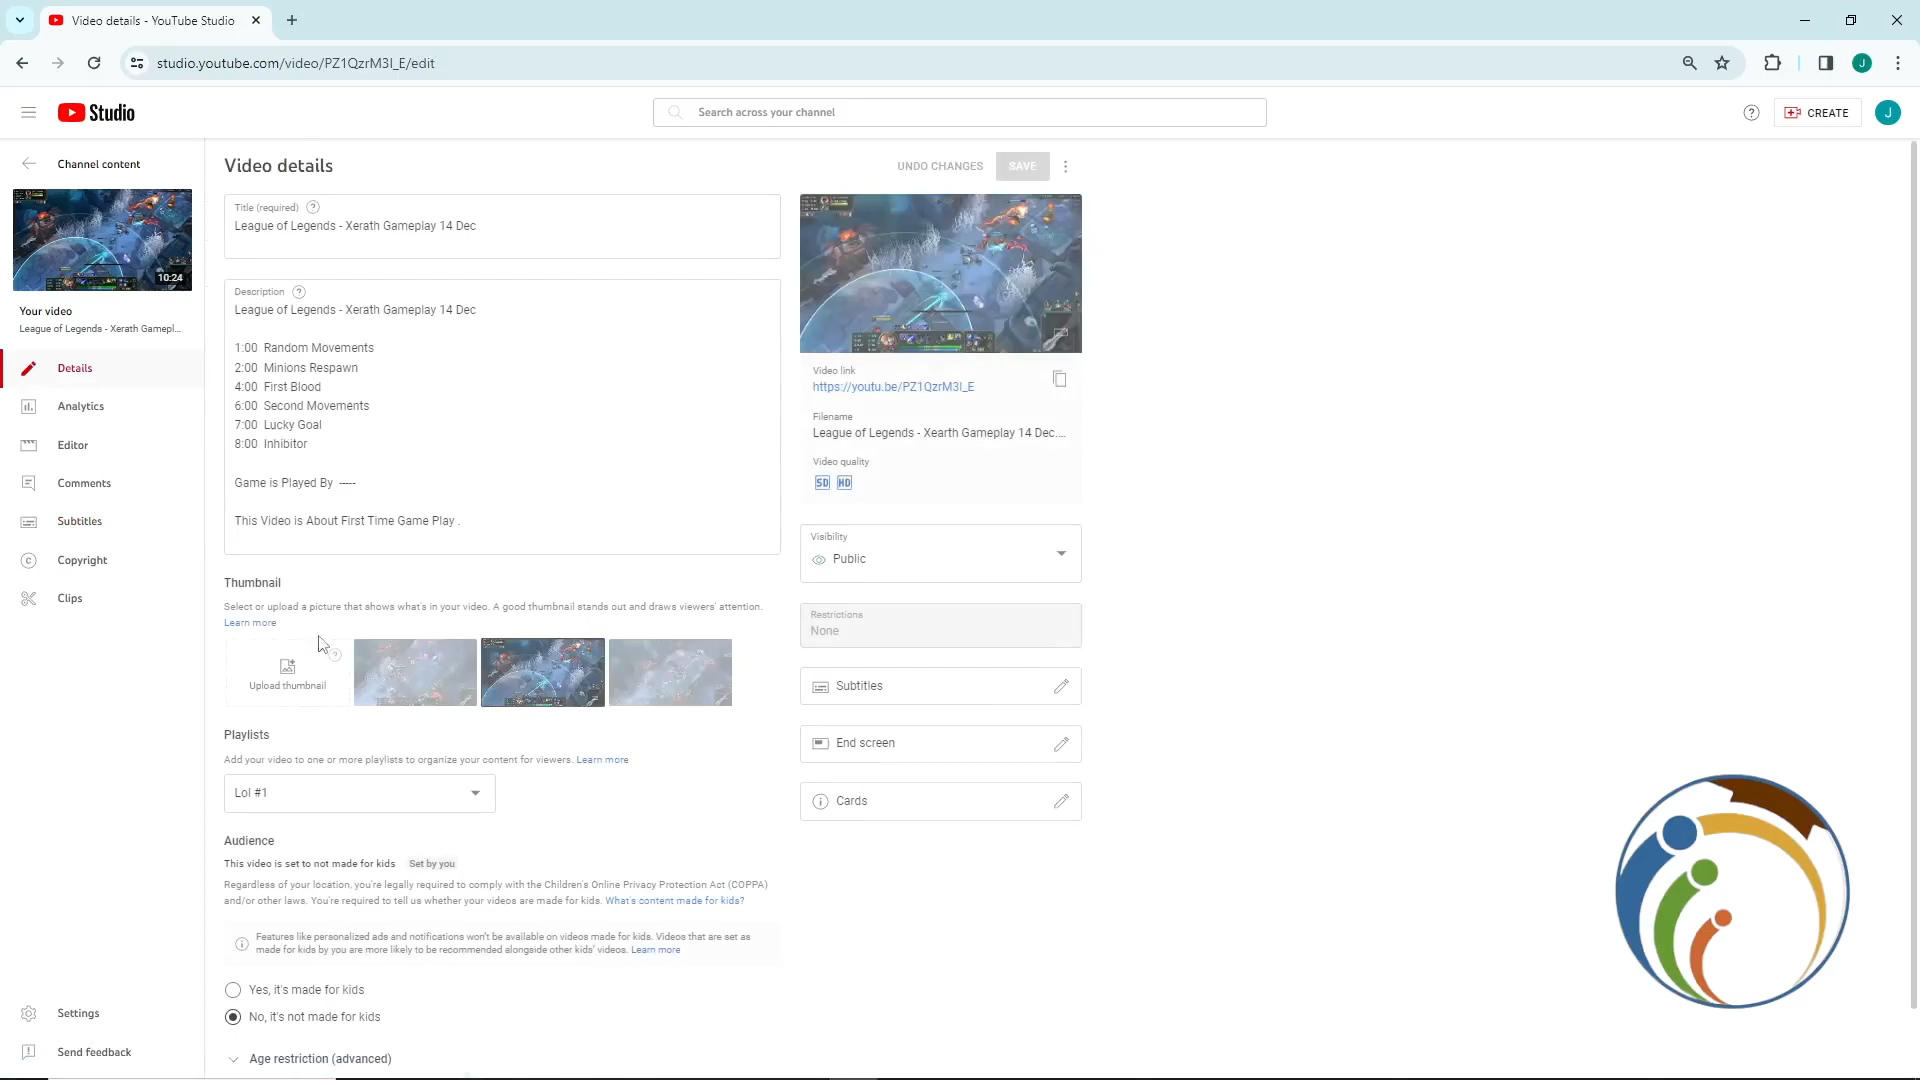 Video details - YouTube Studio
studio.youtube.com/video/PZ1QzrM3I_E/edit
J
Studio
Search across your channel
CREATE
J
Channel content
10:24
Your video
League of Legends - Xerath Gamepl...
Details
Analytics
Editor
Comments
Subtitles
Copyright
Clips
Settings
Send feedback
Video details
UNDO CHANGES
SAVE
Title (required)
League of Legends - Xerath Gameplay 14 Dec
Description
League of Legends - Xerath Gameplay 14 Dec
1:00 Random Movements
2:00 Minions Respawn
4:00 First Blood
6:00 Second Movements
7:00 Lucky Goal
8:00 Inhibitor
Game is Played By -----
This Video is About First Time Game Play .
Thumbnail
Select or upload a picture that shows what's in your video. A good thumbnail stands out and draws viewers' attention.
Learn more
Upload thumbnail
Playlists
Add your video to one or more playlists to organize your content for viewers. Learn more
Lol #1
Audience
This video is set to not made for kids Set by you
Regardless of your location, you're legally required to comply with the Children's Online Privacy Protection Act (COPPA)
and/or other laws. You're required to tell us whether your videos are made for kids. What's content made for kids?
Features like personalized ads and notifications won't be available on videos made for kids. Videos that are set as
made for kids by you are more likely to be recommended alongside other kids' videos. Learn more
Yes, it's made for kids
No, it's not made for kids
Age restriction (advanced)
Video link
https://youtu.be/PZ1QzrM3I_E
Filename
League of Legends - Xearth Gameplay 14 Dec....
Video quality
SD HD
Visibility
Public
Restrictions
None
Subtitles
End screen
Cards